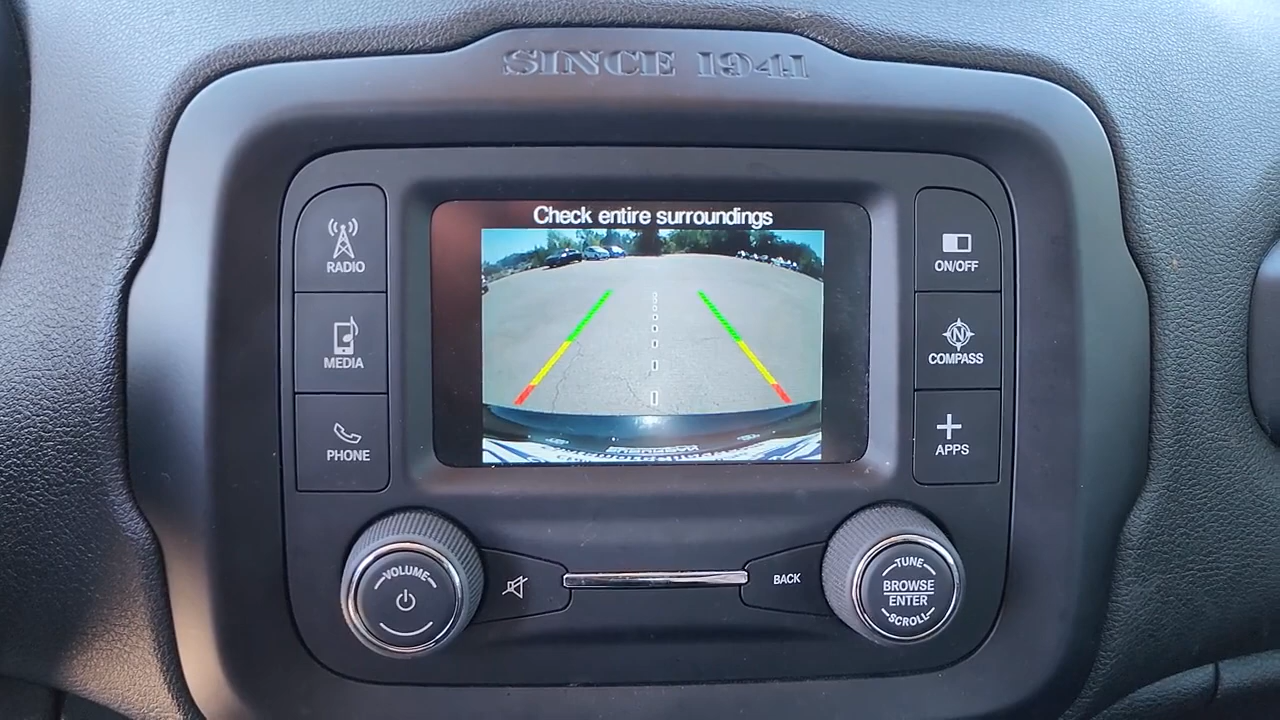 SINCE 1941
Check entire surroundings
RADIO
MEDIA
PHONE
ON/OFF
N
COMPASS
APPS
VOLUME
BACK
TUNE
BROWSE
ENTER
SCROLL